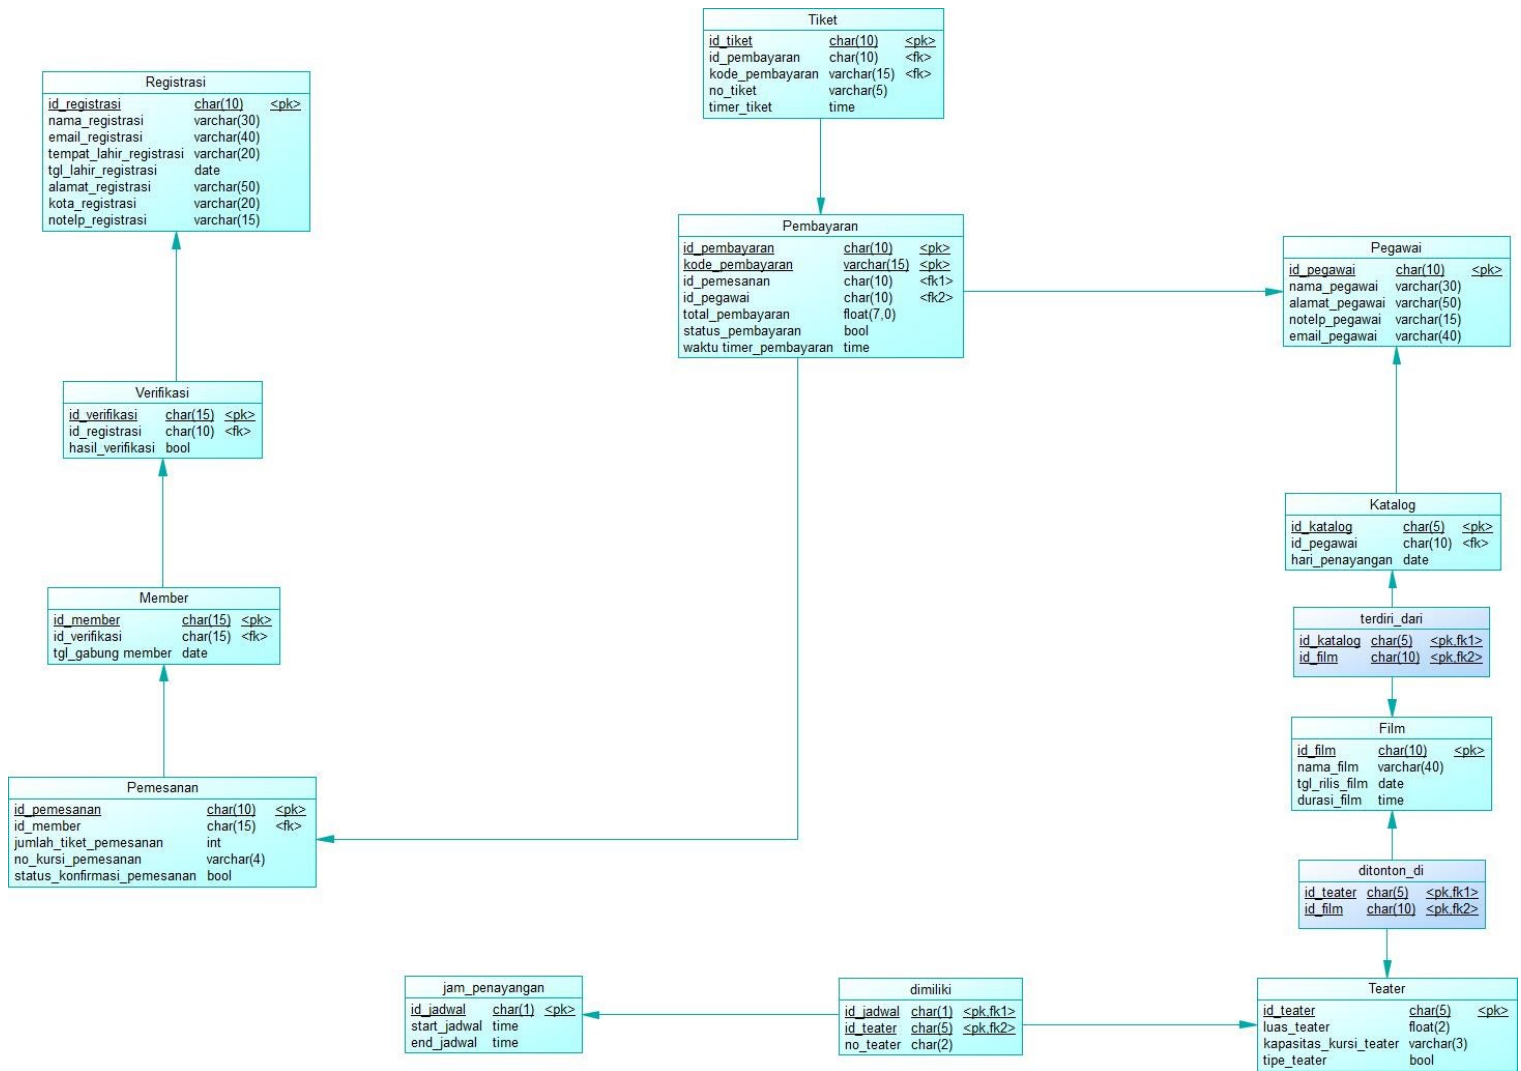 Tiket
id_tiket char(10) <pk>
id_pembayaran char(10) <fk>
kode_pembayaran varchar(15) <fk>
no_tiket varchar(5)
timer_tiket time
Registrasi
id_registrasi char(10) <pk>
nama_registrasi varchar(30)
email_registrasi varchar(40)
tempat_lahir_registrasi varchar(20)
tgl_lahir_registrasi date
alamat_registrasi varchar(50)
kota_registrasi varchar(20)
notelp_registrasi varchar(15)
Pembayaran
id_pembayaran char(10) <pk>
kode_pembayaran varchar(15) <pk>
id_pemesanan char(10) <fk1>
id_pegawai char(10) <fk2>
total_pembayaran float(7,0)
status_pembayaran bool
waktu timer_pembayaran time
Pegawai
id_pegawai char(10) <pk>
nama_pegawai varchar(30)
alamat_pegawai varchar(50)
notelp_pegawai varchar(15)
email_pegawai varchar(40)
Verifikasi
id_verifikasi char(15) <pk>
id_registrasi char(10) <fk>
hasil_verifikasi bool
Katalog
id_katalog char(5) <pk>
id_pegawai char(10) <fk>
hari_penayangan date
Member
id_member char(15) <pk>
id_verifikasi char(15) <fk>
tgl_gabung member date
terdiri_dari
id_katalog char(5) <pk,fk1>
id_film char(10) <pk,fk2>
Film
id_film char(10) <pk>
nama_film varchar(40)
tgl_rilis_film date
durasi_film time
Pemesanan
id_pemesanan char(10) <pk>
id_member char(15) <fk>
jumlah_tiket_pemesanan int
no_kursi_pemesanan varchar(4)
status_konfirmasi_pemesanan bool
ditonton_di
id_teater char(5) <pk,fk1>
id_film char(10) <pk,fk2>
jam_penayangan
id_jadwal char(1) <pk>
start_jadwal time
end_jadwal time
dimiliki
id_jadwal char(1) <pk,fk1>
id_teater char(5) <pk,fk2>
no_teater char(2)
Teater
id_teater char(5) <pk>
luas_teater float(2)
kapasitas_kursi_teater varchar(3)
tipe_teater bool